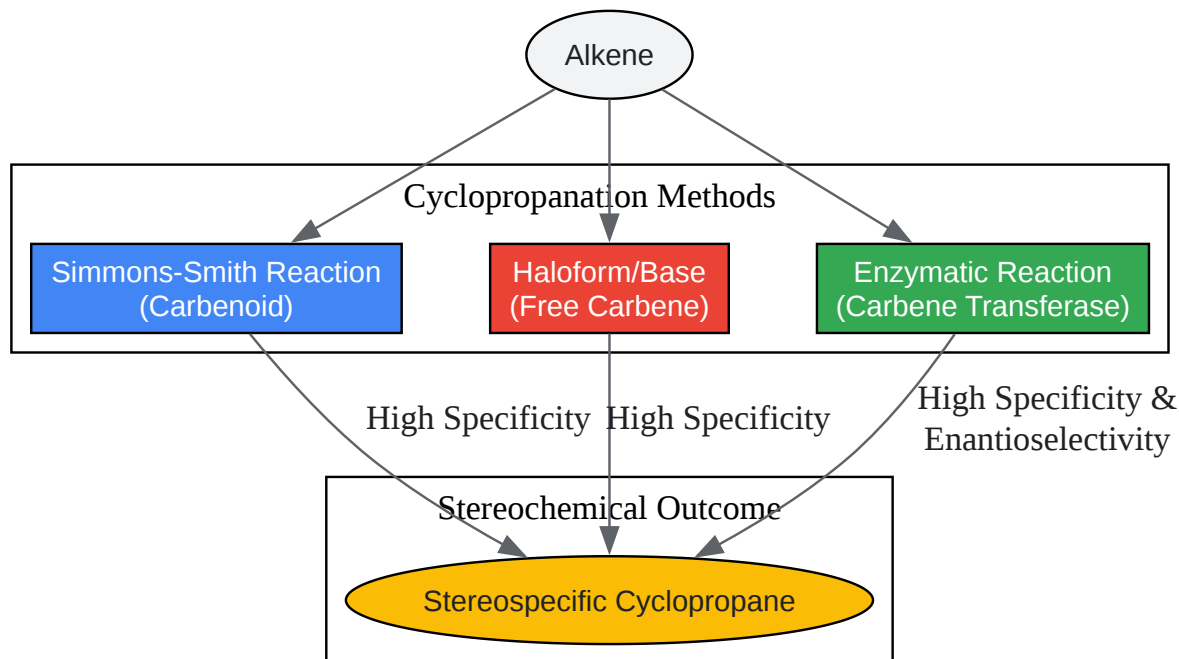 Alkene
Cyclopropanation Methods
Simmons-Smith Reaction
(Carbenoid)
Haloform/Base
(Free Carbene)
Enzymatic Reaction
(Carbene Transferase)
High Specificity
High Specificity
High Specificity &
Enantioselectivity
Stereochemical Outcome
Stereospecific Cyclopropane